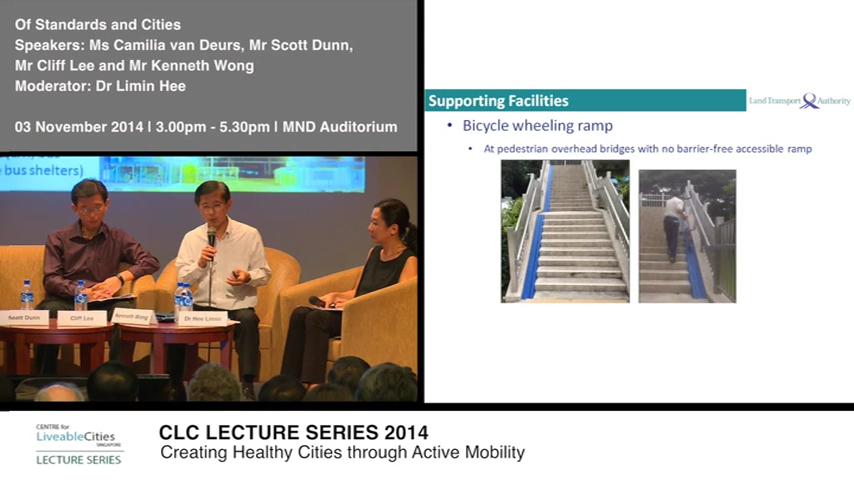 Of Standards and Cities
Speakers: Ms Camilia van Deurs, Mr Scott Dunn,
Mr Cliff Lee and Mr Kenneth Wong
Moderator: Dr Limin Hee
03 November 2014 | 3.00pm - 5.30pm | MND Auditorium
bus shelters)
Scott Dunn
Cliff Lee
Kenneth Wong
Dr Hee Limin
Supporting Facilities
Land Transport Authority
• Bicycle wheeling ramp
• At pedestrian overhead bridges with no barrier-free accessible ramp
CENTRE for
LiveableCities
SINGAPORE
LECTURE SERIES
CLC LECTURE SERIES 2014
Creating Healthy Cities through Active Mobility